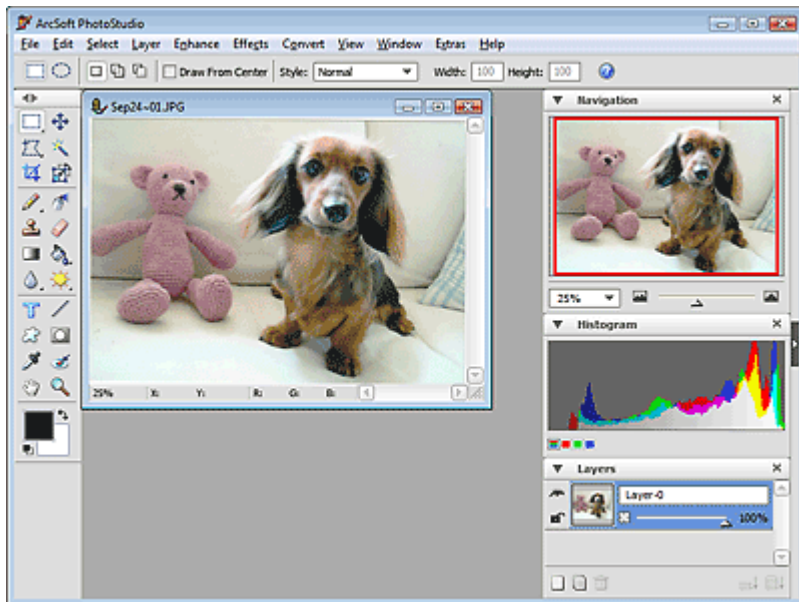 ArcSoft PhotoStudio
File Edit Select Layer Enhance Effects Convert View Window Extras Help
Draw From Center Style: Normal Width: 100 Height: 100
Sep24~01.JPG
25% X: Y: R: G: B:
Navigation
25%
Histogram
Layers
Layer-0
100%